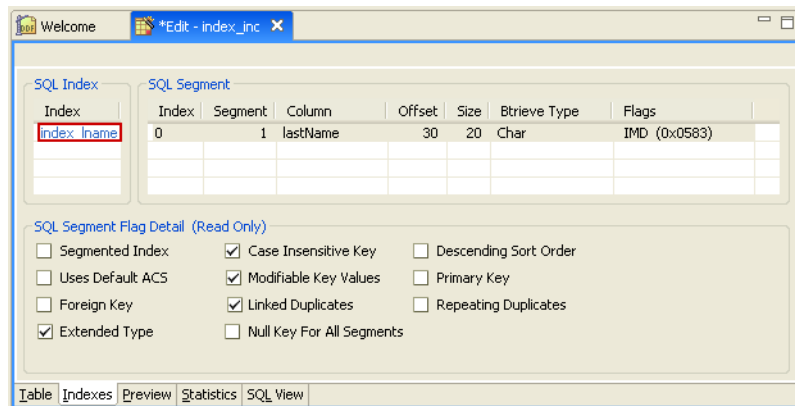 DDF Welcome *Edit - index_inc
SQL Index SQL Segment
Index Index Segment Column Offset Size Btrieve Type Flags
index_lname 0 1 lastName 30 20 Char IMD (0x0583)
SQL Segment Flag Detail (Read Only)
Segmented Index Case Insensitive Key Descending Sort Order
Uses Default ACS Modifiable Key Values Primary Key
Foreign Key Linked Duplicates Repeating Duplicates
Extended Type Null Key For All Segments
Table Indexes Preview Statistics SQL View